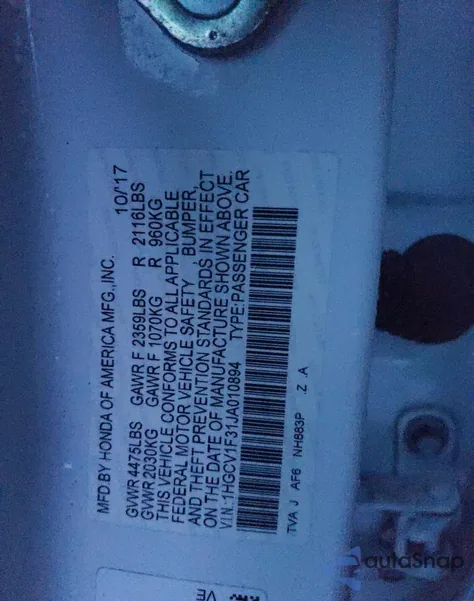 MFD BY HONDA OF AMERICA MFG.,INC. 10/'17
GVWR 4475LBS GAWR F 2359LBS R 2116LBS
GVWR 2030KG GAWR F 1070KG R 960KG
THIS VEHICLE CONFORMS TO ALL APPLICABLE
FEDERAL MOTOR VEHICLE SAFETY, BUMPER,
AND THEFT PREVENTION STANDARDS IN EFFECT
ON THE DATE OF MANUFACTURE SHOWN ABOVE.
V.I.N.:1HGCV1F31JA010894 TYPE:PASSENGER CAR
TVA J AF6 NH883P .Z .A
VE
autoSnap